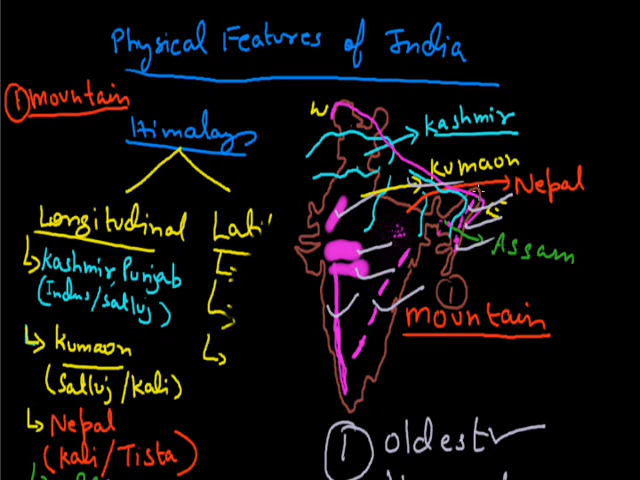 Physical Features of India
① mountain
Himalay
Longitudinal
Lati'
Kashmir, Punjab
(Indus/satluj)
Kumaon
(Satluj/Kali)
Nepal
(Kali/Tista)
W
Kashmir
Kumaon
Nepal
E
Assam
①
mountain
① oldest